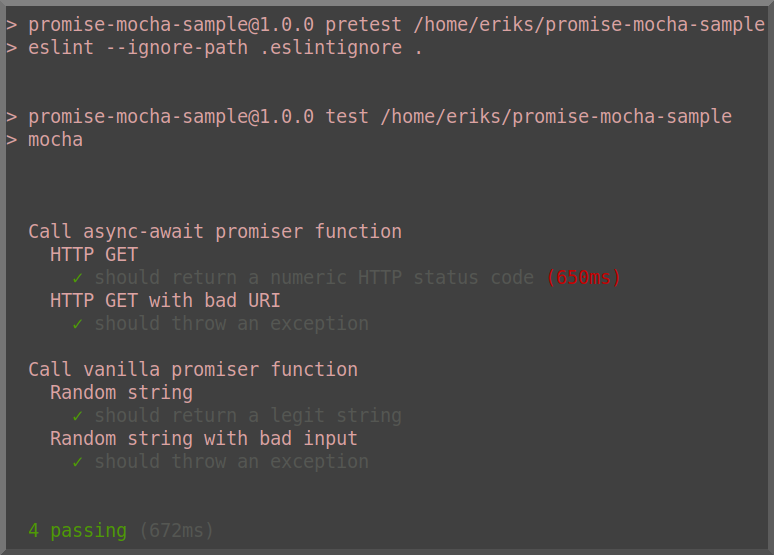 > promise-mocha-sample@1.0.0 pretest /home/eriks/promise-mocha-sample
> eslint --ignore-path .eslintignore .
> promise-mocha-sample@1.0.0 test /home/eriks/promise-mocha-sample
> mocha
Call async-await promiser function
HTTP GET
✓ should return a numeric HTTP status code (650ms)
HTTP GET with bad URI
✓ should throw an exception
Call vanilla promiser function
Random string
✓ should return a legit string
Random string with bad input
✓ should throw an exception
4 passing (672ms)